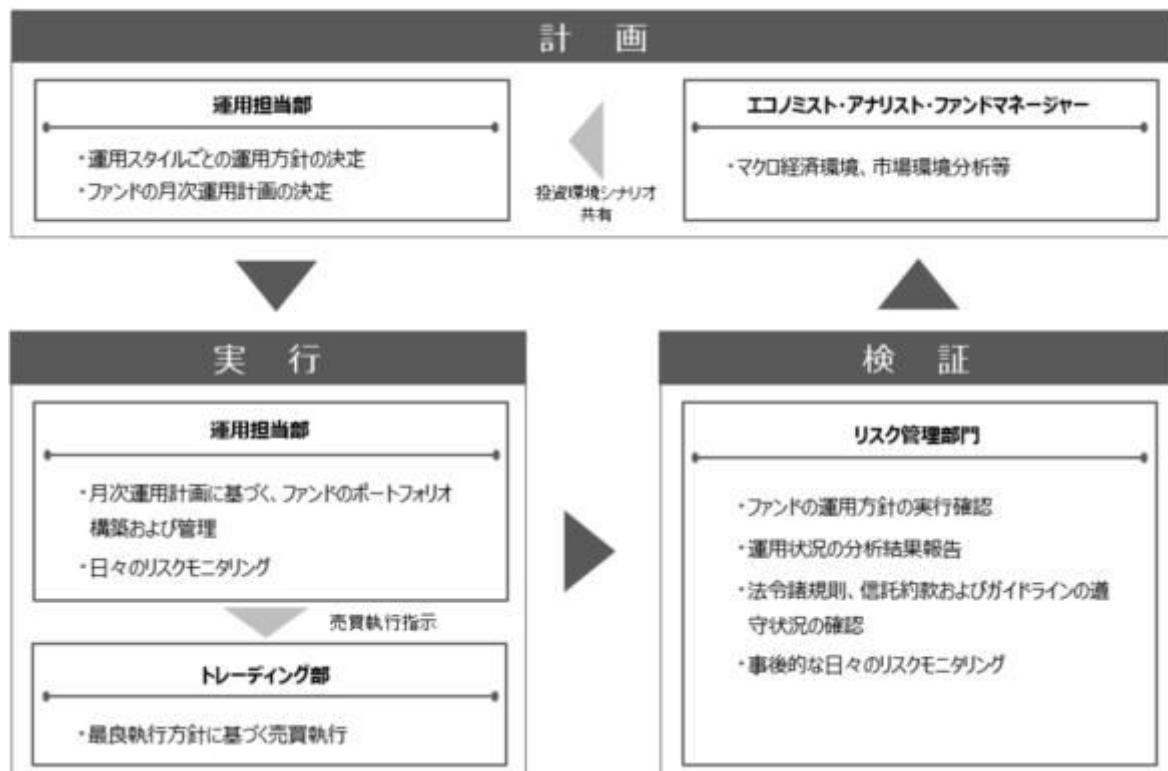 計　画
運用担当部
・運用スタイルごとの運用方針の決定
・ファンドの月次運用計画の決定
投資環境シナリオ
共有
エコノミスト・アナリスト・ファンドマネージャー
・マクロ経済環境、市場環境分析等
実　行
運用担当部
・月次運用計画に基づく、ファンドのポートフォリオ
構築および管理
・日々のリスクモニタリング
売買執行指示
トレーディング部
・最良執行方針に基づく売買執行
検　証
リスク管理部門
・ファンドの運用方針の実行確認
・運用状況の分析結果報告
・法令諸規則、信託約款およびガイドラインの遵
守状況の確認
・事後的な日々のリスクモニタリング